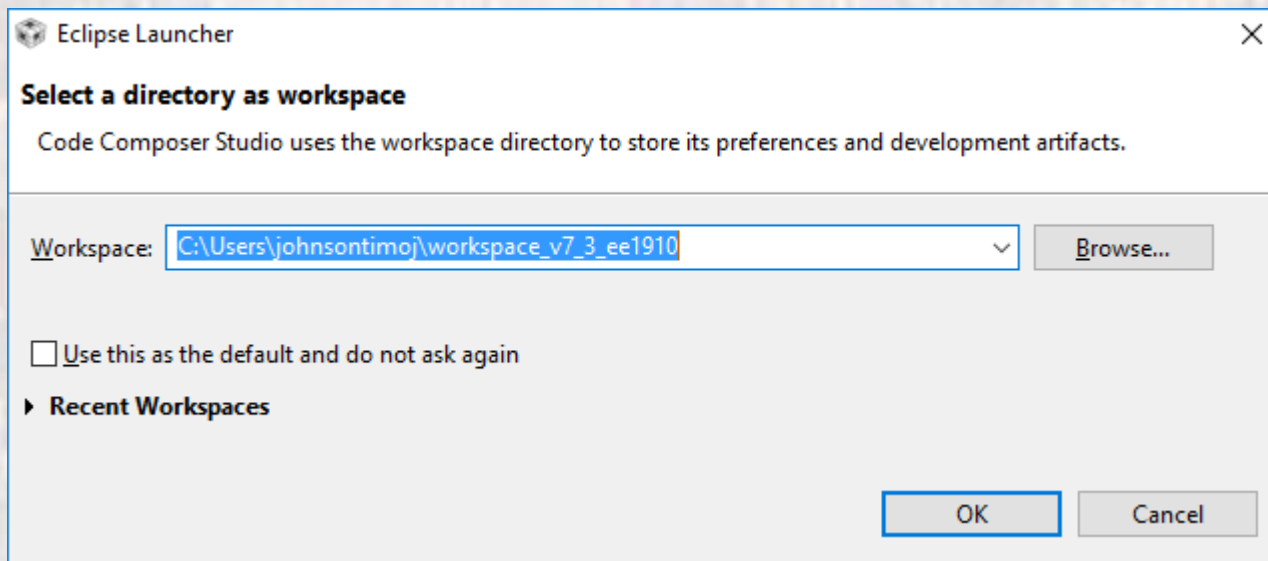 Eclipse Launcher
Select a directory as workspace
Code Composer Studio uses the workspace directory to store its preferences and development artifacts.
Workspace: C:\Users\johnsontimoj\workspace_v7_3_ee1910 Browse...
Use this as the default and do not ask again
Recent Workspaces
OK Cancel